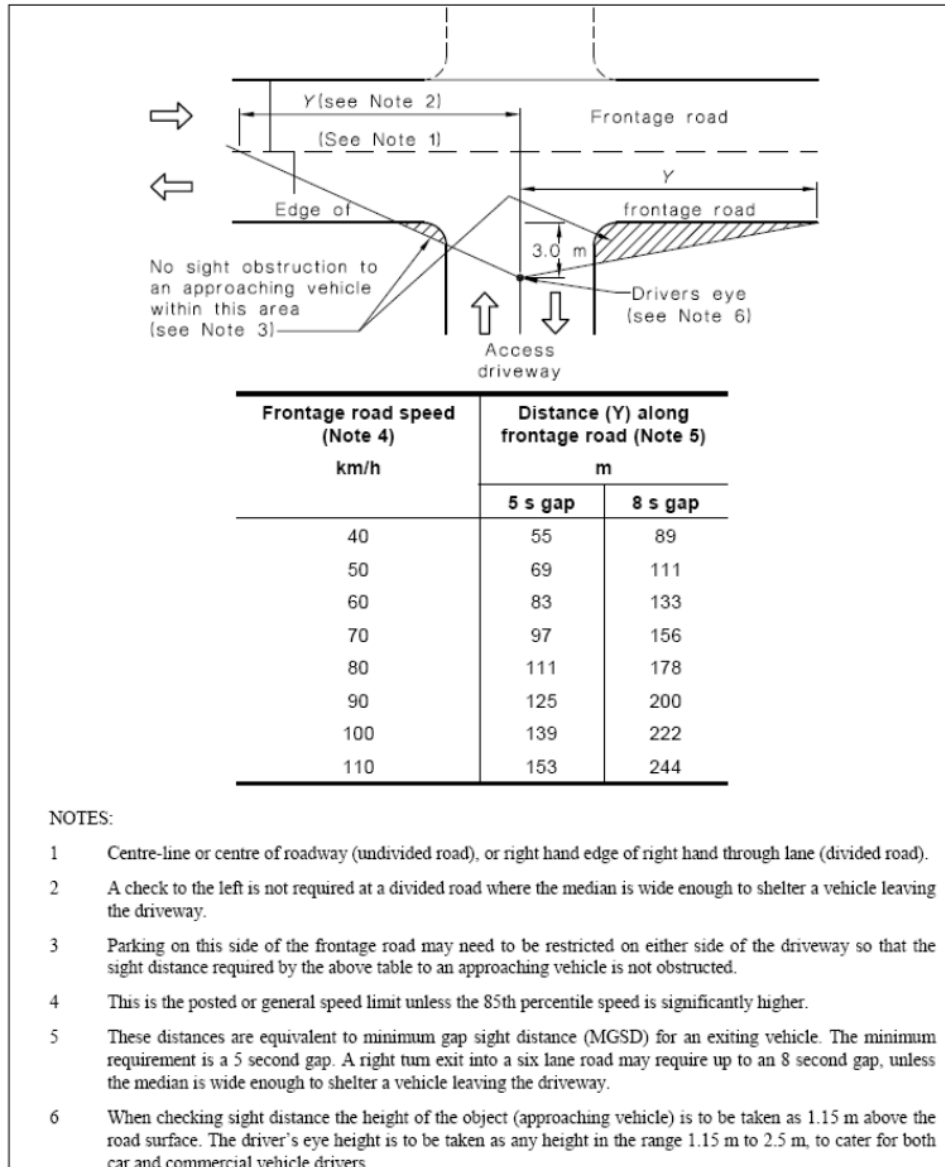 Y(see Note 2)
Frontage road
(See Note 1)
Y
Edge of
frontage road
3.0 m
No sight obstruction to
an approaching vehicle
within this area
(see Note 3)
Drivers eye
(see Note 6)
Access
driveway
Frontage road speed
(Note 4)
km/h
Distance (Y) along
frontage road (Note 5)
m
5 s gap 8 s gap
40 55 89
50 69 111
60 83 133
70 97 156
80 111 178
90 125 200
100 139 222
110 153 244
NOTES:
1 Centre-line or centre of roadway (undivided road), or right hand edge of right hand through lane (divided road).
2 A check to the left is not required at a divided road where the median is wide enough to shelter a vehicle leaving
the driveway.
3 Parking on this side of the frontage road may need to be restricted on either side of the driveway so that the
sight distance required by the above table to an approaching vehicle is not obstructed.
4 This is the posted or general speed limit unless the 85th percentile speed is significantly higher.
5 These distances are equivalent to minimum gap sight distance (MGSD) for an exiting vehicle. The minimum
requirement is a 5 second gap. A right turn exit into a six lane road may require up to an 8 second gap, unless
the median is wide enough to shelter a vehicle leaving the driveway.
6 When checking sight distance the height of the object (approaching vehicle) is to be taken as 1.15 m above the
road surface. The driver's eye height is to be taken as any height in the range 1.15 m to 2.5 m, to cater for both
car and commercial vehicle drivers